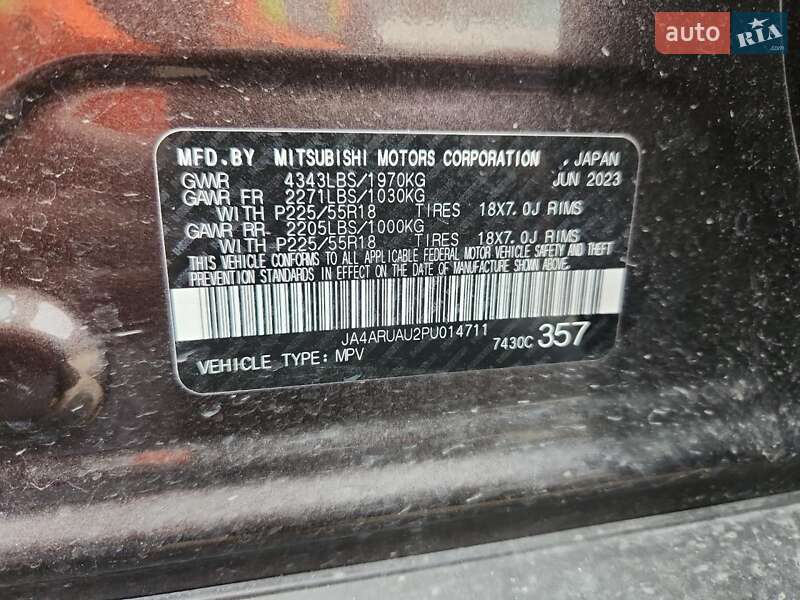 auto RIA
MFD.BY MITSUBISHI MOTORS CORPORATION , JAPAN
GVWR 4343LBS/1970KG JUN 2023
GAWR FR 2271LBS/1030KG
WITH P225/55R18 TIRES 18X7.0J RIMS
GAWR RR 2205LBS/1000KG
WITH P225/55R18 TIRES 18X7.0J RIMS
THIS VEHICLE CONFORMS TO ALL APPLICABLE FEDERAL MOTOR VEHICLE SAFETY AND THEFT
PREVENTION STANDARDS IN EFFECT ON THE DATE OF MANUFACTURE SHOWN ABOVE.
JA4ARUAU2PU014711
7430C 357
VEHICLE TYPE: MPV